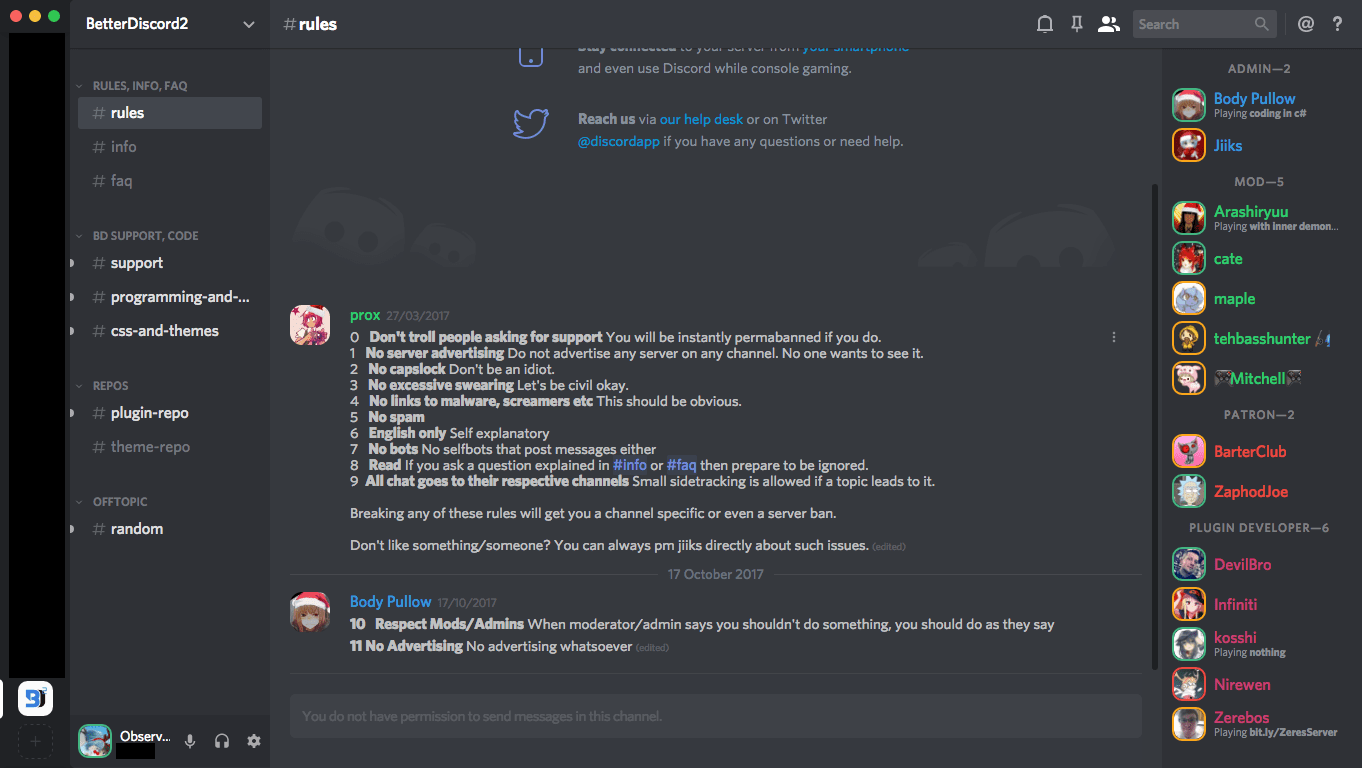 BetterDiscord2
RULES, INFO, FAQ
# rules
# info
# faq
BD SUPPORT, CODE
# support
# programming-and-...
# css-and-themes
REPOS
# plugin-repo
# theme-repo
OFFTOPIC
# random
Observ...
#rules
Search
@ ?
Stay connected to your server from your smartphone
and even use Discord while console gaming.
Reach us via our help desk or on Twitter
@discordapp if you have any questions or need help.
prox 27/03/2017
0 Don't troll people asking for support You will be instantly permabanned if you do.
1 No server advertising Do not advertise any server on any channel. No one wants to see it.
2 No capslock Don't be an idiot.
3 No excessive swearing Let's be civil okay.
4 No links to malware, screamers etc This should be obvious.
5 No spam
6 English only Self explanatory
7 No bots No selfbots that post messages either
8 Read If you ask a question explained in #info or #faq then prepare to be ignored.
9 All chat goes to their respective channels Small sidetracking is allowed if a topic leads to it.
Breaking any of these rules will get you a channel specific or even a server ban.
Don't like something/someone? You can always pm jiiks directly about such issues. (edited)
17 October 2017
Body Pullow 17/10/2017
10 Respect Mods/Admins When moderator/admin says you shouldn't do something, you should do as they say
11 No Advertising No advertising whatsoever (edited)
You do not have permission to send messages in this channel.
ADMIN—2
Body Pullow
Playing coding in c#
Jiiks
MOD—5
Arashiryuu
Playing with inner demon...
cate
maple
tehbasshunter 🎣
🎮Mitchell🎮
PATRON—2
BarterClub
ZaphodJoe
PLUGIN DEVELOPER—6
DevilBro
Infiniti
kosshi
Playing nothing
Nirewen
Zerebos
Playing bit.ly/ZeresServer